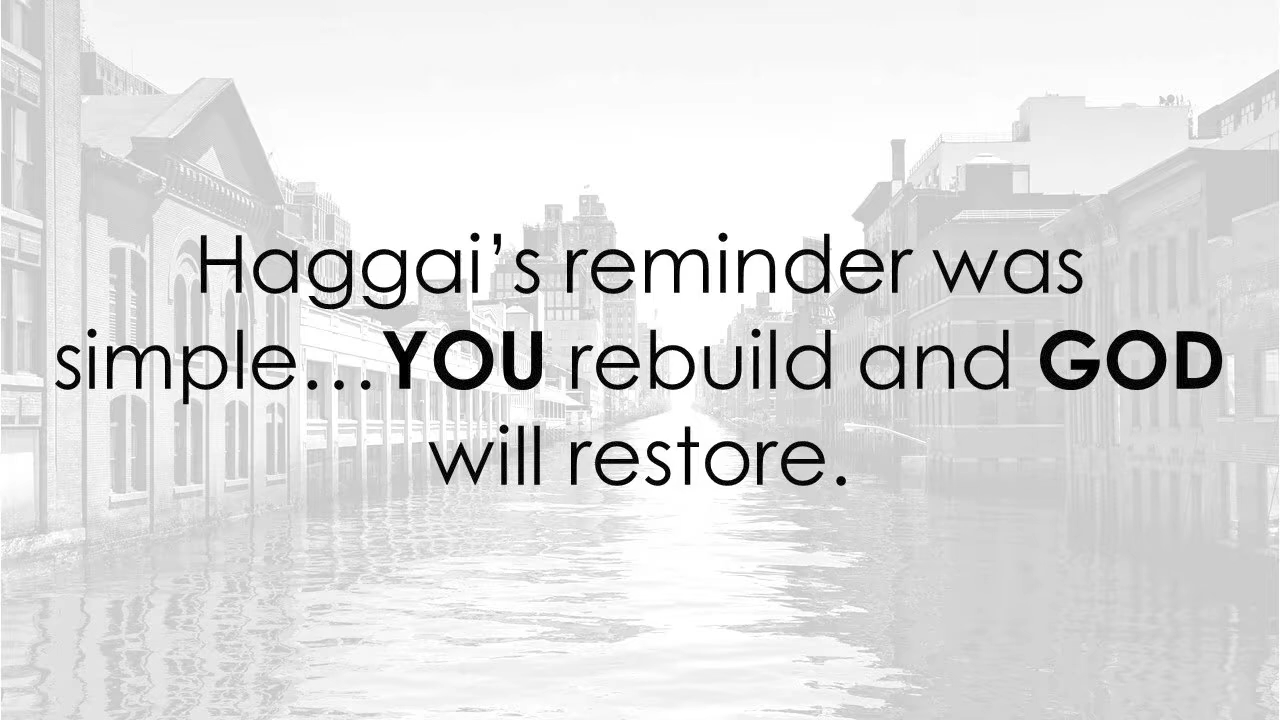 Haggai’s reminder was
simple...YOU rebuild and GOD
will restore.